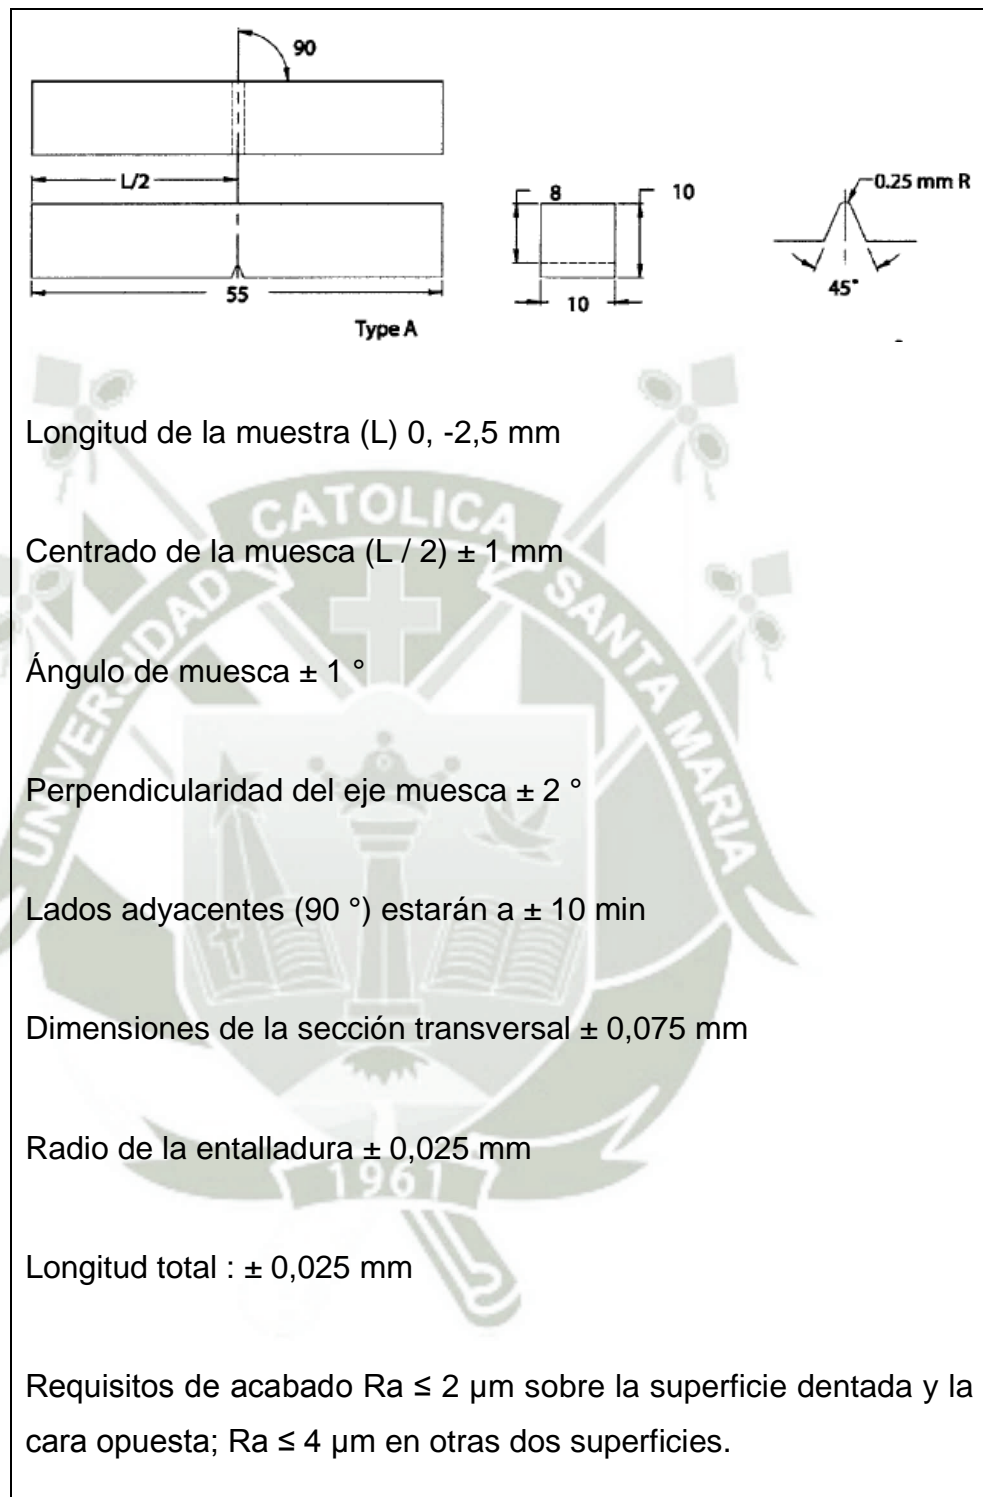 90
L/2
8
10
0.25 mm R
55
10
45°
Type A
Longitud de la muestra (L) 0, -2,5 mm
CATOLICA
Centrado de la muesca (L / 2) ± 1 mm
UNIVERSIDAD
SANTA MARIA
Ángulo de muesca ± 1 °
Perpendicularidad del eje muesca ± 2 °
Lados adyacentes (90 °) estarán a ± 10 min
Dimensiones de la sección transversal ± 0,075 mm
Radio de la entalladura ± 0,025 mm
1961
Longitud total : ± 0,025 mm
Requisitos de acabado Ra ≤ 2 μm sobre la superficie dentada y la
cara opuesta; Ra ≤ 4 μm en otras dos superficies.